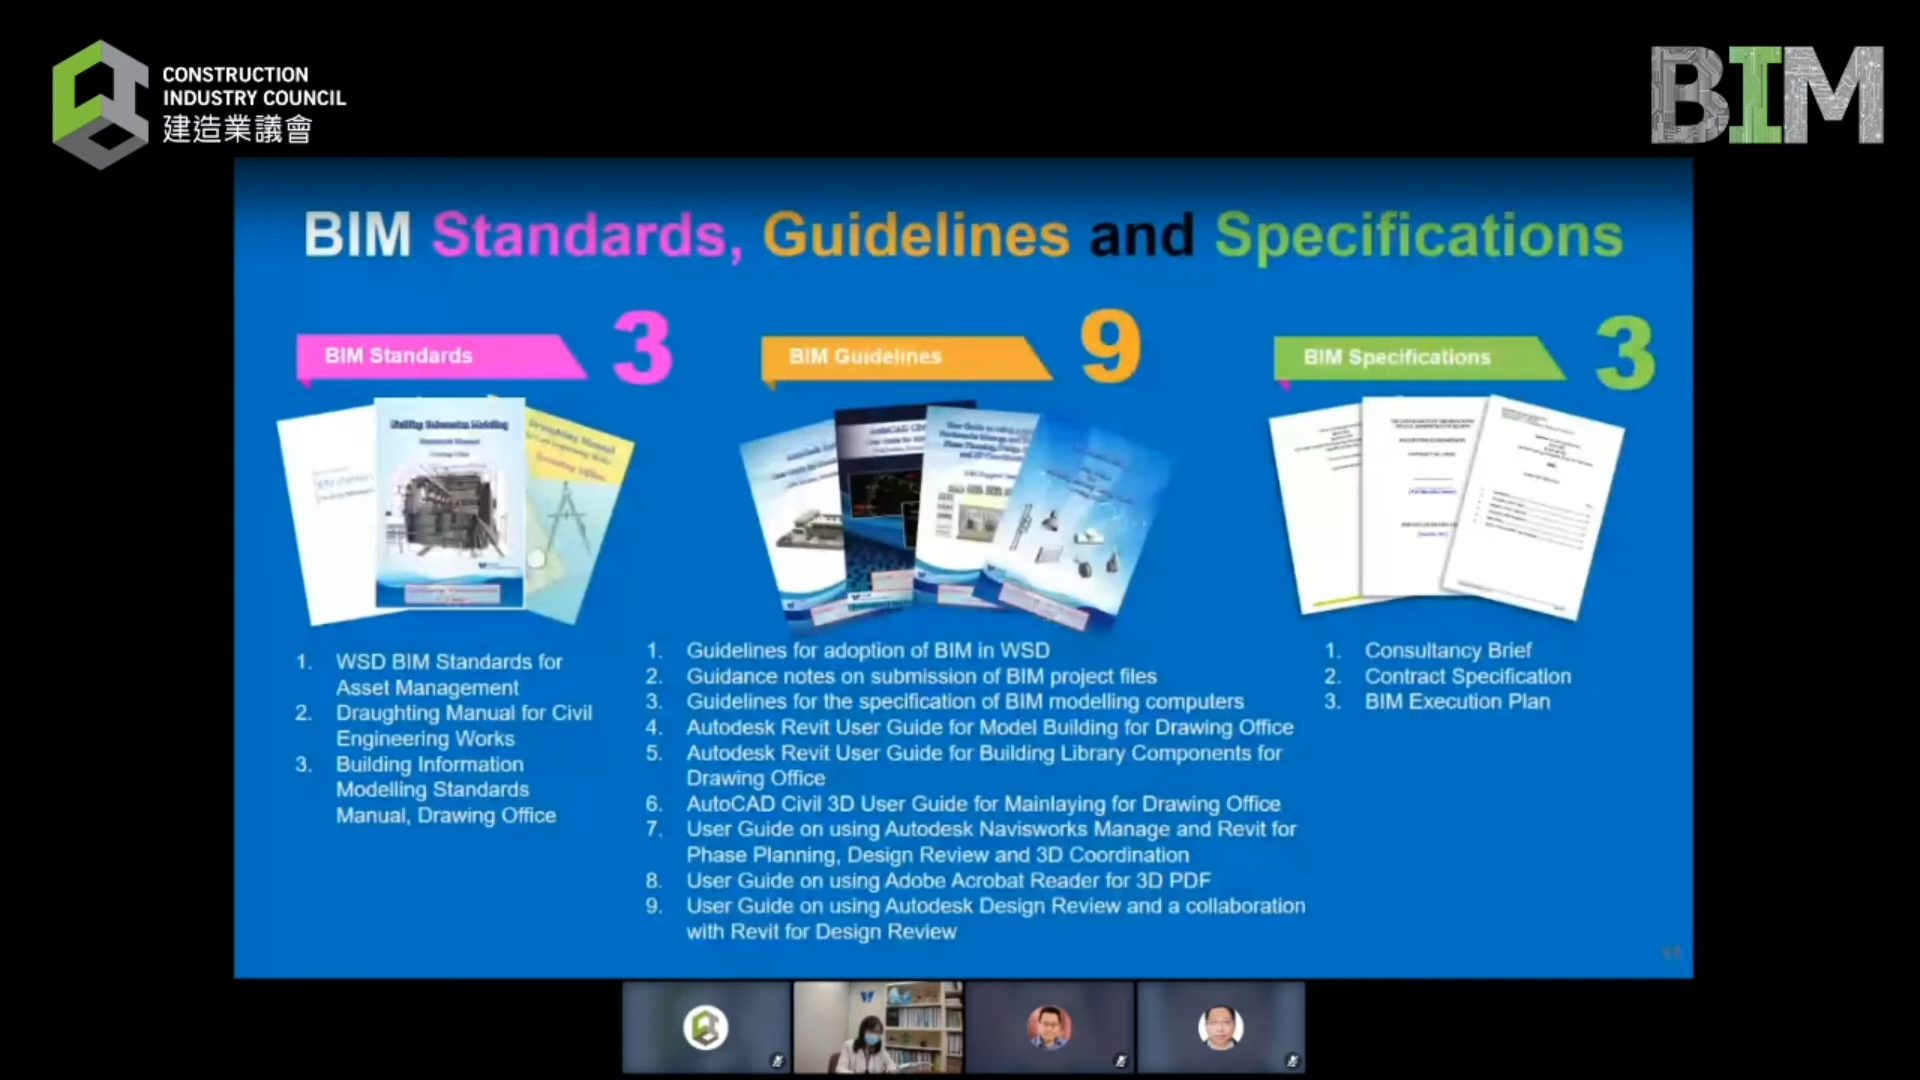 CONSTRUCTION
INDUSTRY COUNCIL
建造業議會
BIM
BIM Standards, Guidelines and Specifications
BIM Standards
3
Building Information Modelling
Standards Manual
Draughting Manual
1. WSD BIM Standards for
Asset Management
2. Draughting Manual for Civil
Engineering Works
3. Building Information
Modelling Standards
Manual, Drawing Office
BIM Guidelines
9
1. Guidelines for adoption of BIM in WSD
2. Guidance notes on submission of BIM project files
3. Guidelines for the specification of BIM modelling computers
4. Autodesk Revit User Guide for Model Building for Drawing Office
5. Autodesk Revit User Guide for Building Library Components for
Drawing Office
6. AutoCAD Civil 3D User Guide for Mainlaying for Drawing Office
7. User Guide on using Autodesk Navisworks Manage and Revit for
Phase Planning, Design Review and 3D Coordination
8. User Guide on using Adobe Acrobat Reader for 3D PDF
9. User Guide on using Autodesk Design Review and a collaboration
with Revit for Design Review
BIM Specifications
3
1. Consultancy Brief
2. Contract Specification
3. BIM Execution Plan